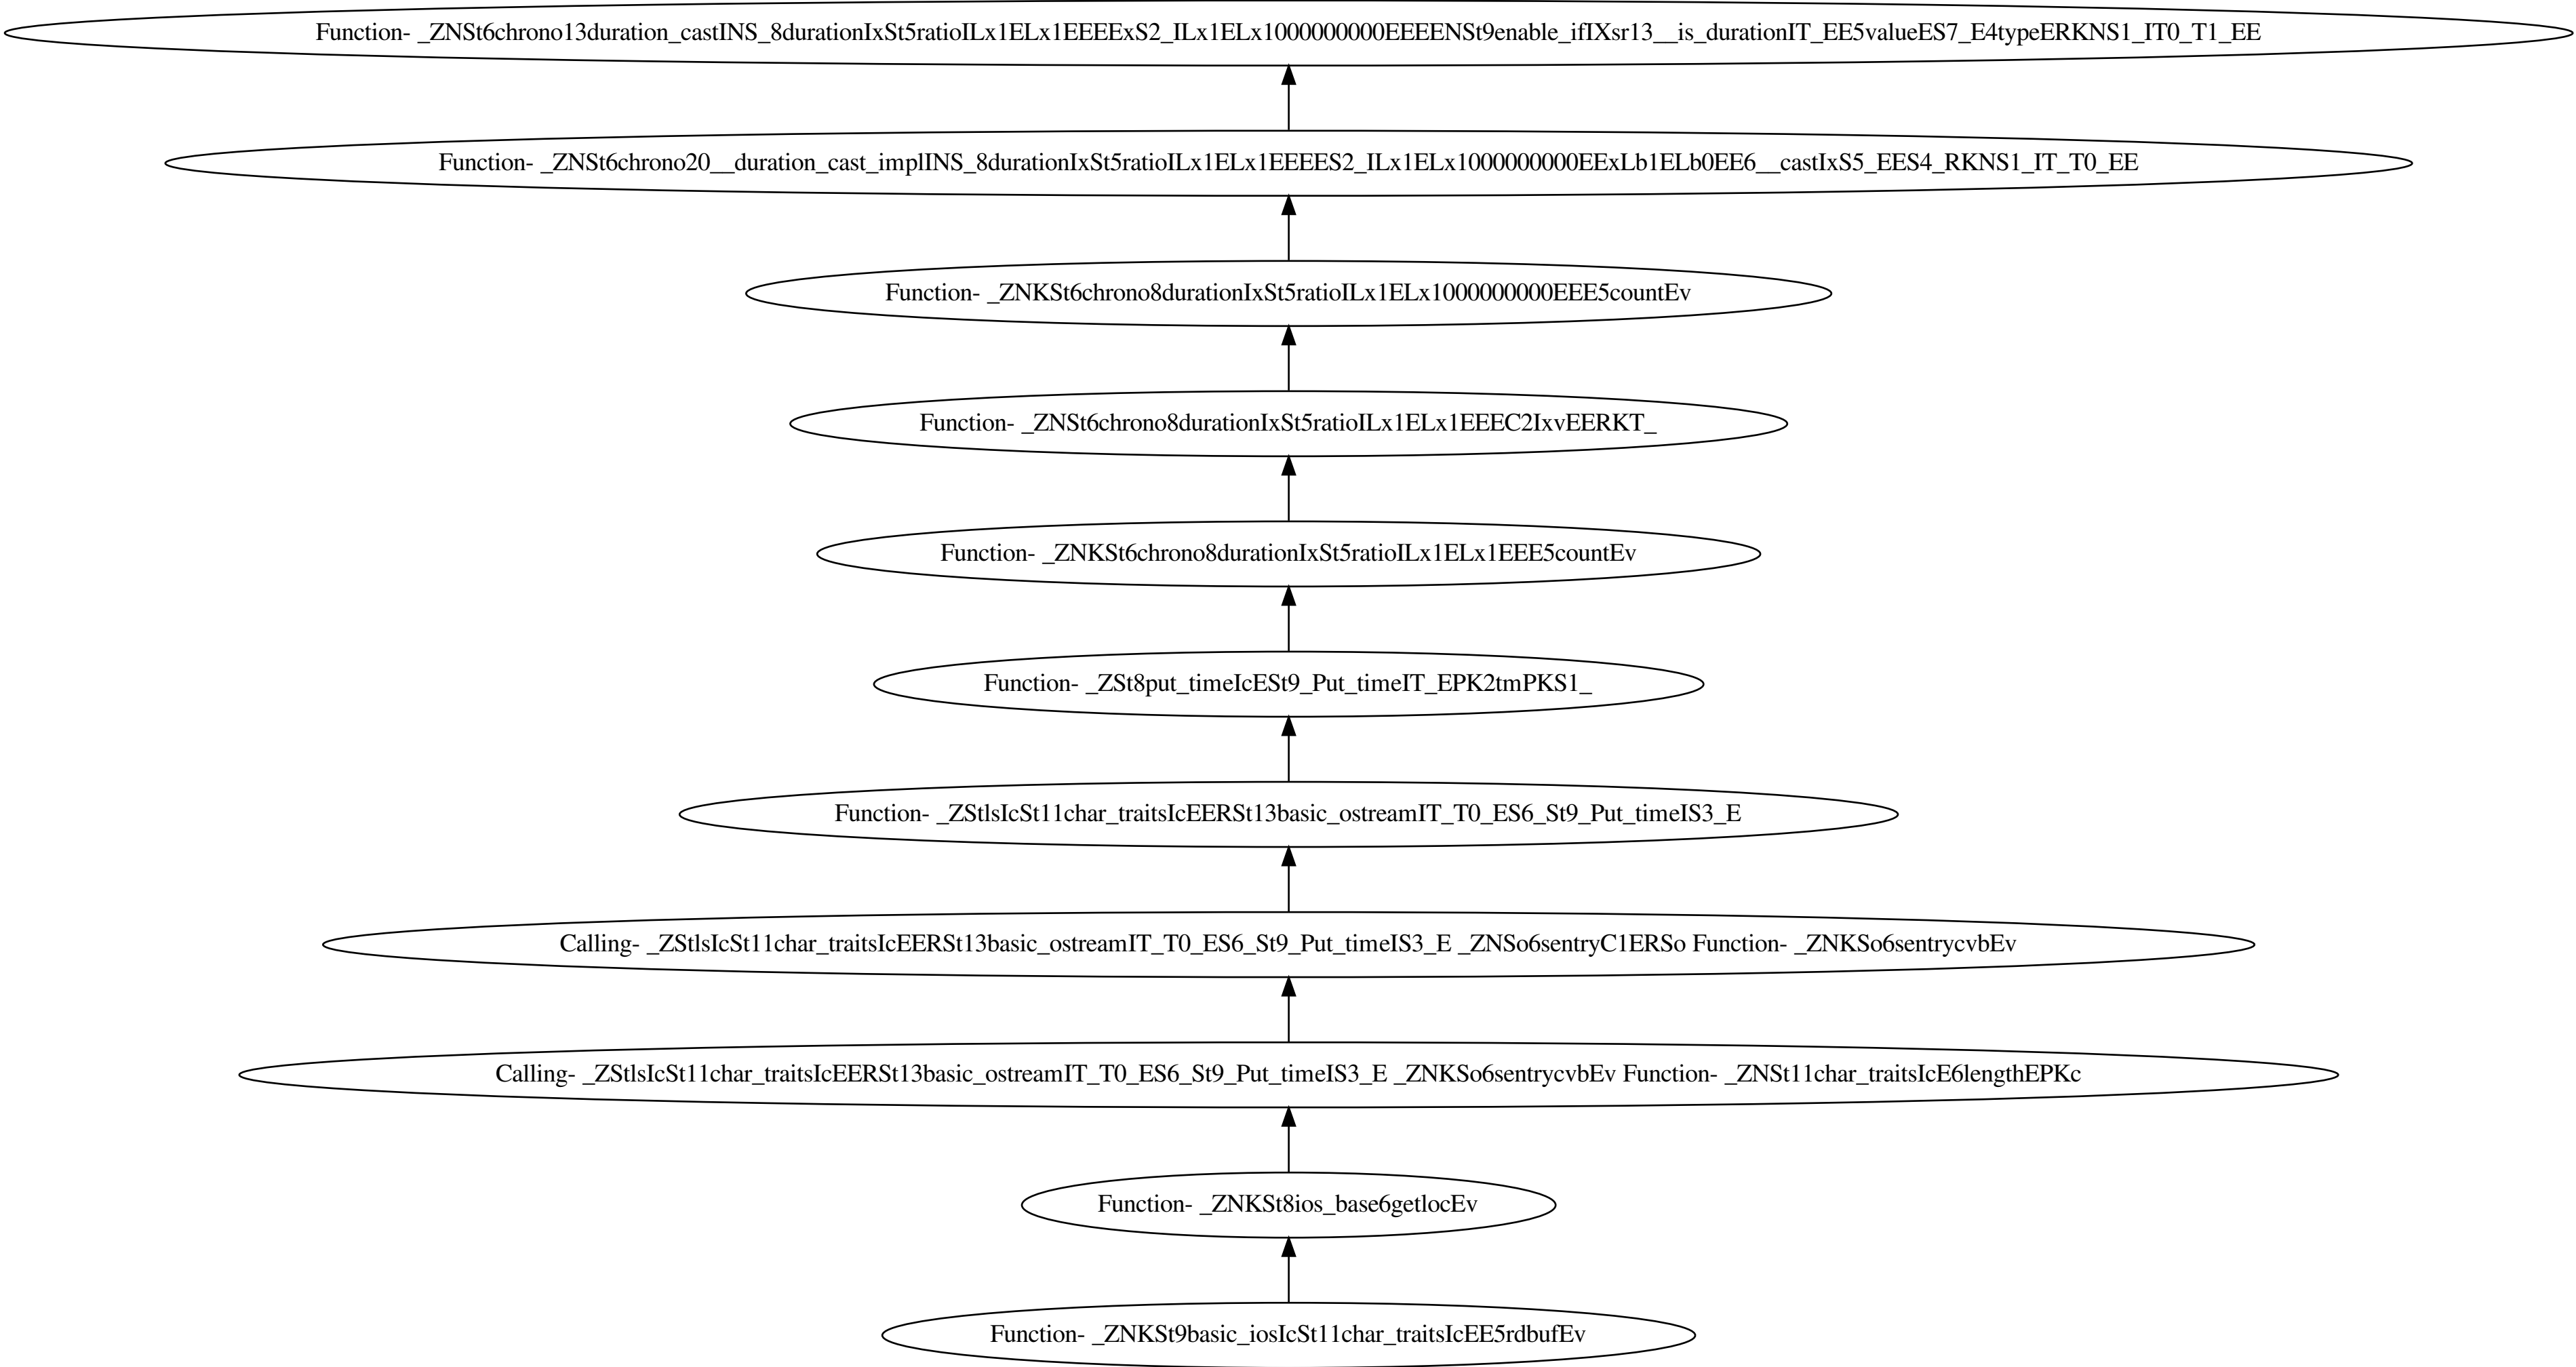 Function- _ZNSt6chrono13duration_castINS_8durationIxSt5ratioILx1ELx1EEEExS2_ILx1ELx1000000000EEEENSt9enable_ifIXsr13__is_durationIT_EE5valueES7_E4typeERKNS1_IT0_T1_EE
Function- _ZNSt6chrono20__duration_cast_implINS_8durationIxSt5ratioILx1ELx1EEEES2_ILx1ELx1000000000EExLb1ELb0EE6__castIxS5_EES4_RKNS1_IT_T0_EE
Function- _ZNKSt6chrono8durationIxSt5ratioILx1ELx1000000000EEE5countEv
Function- _ZNSt6chrono8durationIxSt5ratioILx1ELx1EEEC2IxvEERKT_
Function- _ZNKSt6chrono8durationIxSt5ratioILx1ELx1EEE5countEv
Function- _ZSt8put_timeIcESt9_Put_timeIT_EPK2tmPKS1_
Function- _ZStlsIcSt11char_traitsIcEERSt13basic_ostreamIT_T0_ES6_St9_Put_timeIS3_E
Calling- _ZStlsIcSt11char_traitsIcEERSt13basic_ostreamIT_T0_ES6_St9_Put_timeIS3_E _ZNSo6sentryC1ERSo Function- _ZNKSo6sentrycvbEv
Calling- _ZStlsIcSt11char_traitsIcEERSt13basic_ostreamIT_T0_ES6_St9_Put_timeIS3_E _ZNKSo6sentrycvbEv Function- _ZNSt11char_traitsIcE6lengthEPKc
Function- _ZNKSt8ios_base6getlocEv
Function- _ZNKSt9basic_iosIcSt11char_traitsIcEE5rdbufEv